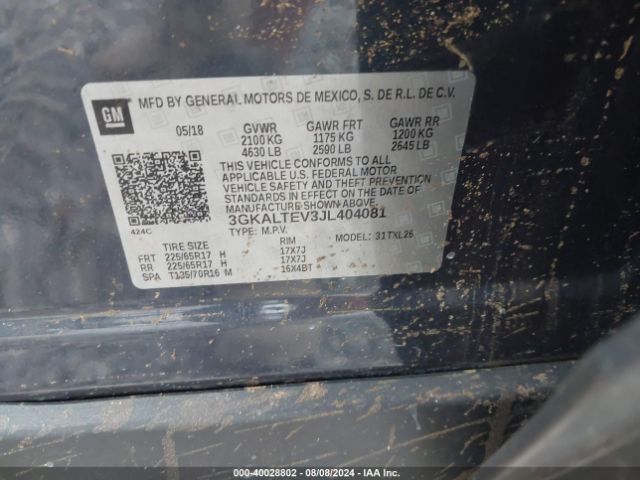 GM
MFD BY GENERAL MOTORS DE MEXICO, S. DE R.L. DE C.V.
05/18 GVWR GAWR FRT GAWR RR
2100 KG 1175 KG 1200 KG
4630 LB 2590 LB 2645 LB
THIS VEHICLE CONFORMS TO ALL
APPLICABLE U.S. FEDERAL MOTOR
VEHICLE SAFETY AND THEFT PREVENTION
STANDARDS IN EFFECT ON THE DATE OF
MANUFACTURE SHOWN ABOVE.
3GKALTEV3JL404081
424C TYPE: M.P.V. MODEL: 31TXL26
TIRE SIZE RIM
FRT 225/65R17 H 17X7J
RR 225/65R17 H 17X7J
SPA T135/70R16 M 16X4BT
000-40028802 - 08/08/2024 - IAA Inc.